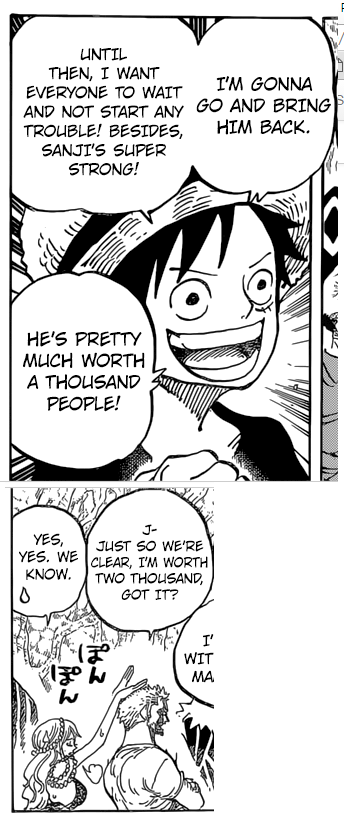 I'M GONNA
GO AND BRING
HIM BACK.
UNTIL
THEN, I WANT
EVERYONE TO WAIT
AND NOT START ANY
TROUBLE! BESIDES,
SANJI'S SUPER
STRONG!
HE'S PRETTY
MUCH WORTH
A THOUSAND
PEOPLE!
J-
JUST SO WE'RE
CLEAR, I'M WORTH
TWO THOUSAND,
GOT IT?
YES,
YES. WE
KNOW.
ぽん
ぽん
I'
WIT
MA